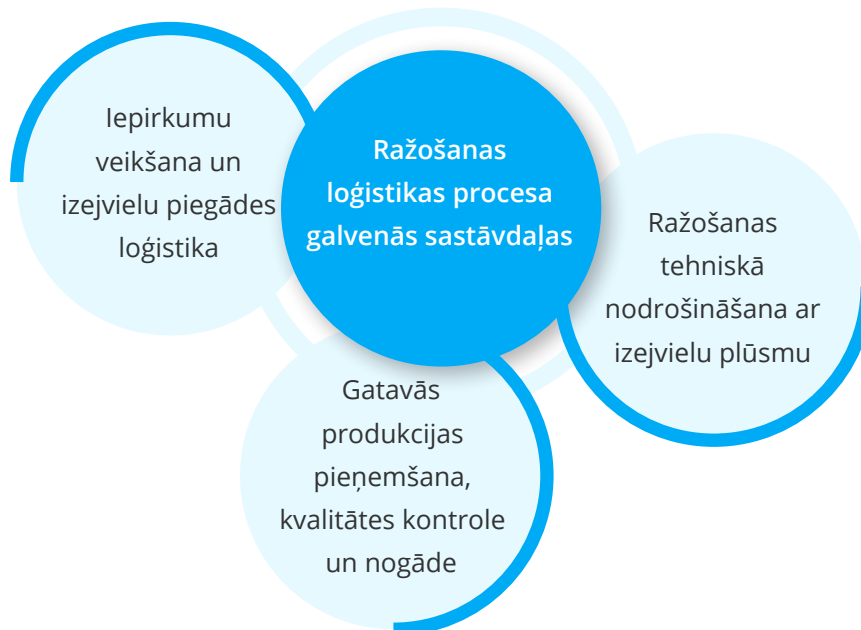 Iepirkumu
veikšana un
izejvielu piegādes
loģistika
Ražošanas
loģistikas procesa
galvenās sastāvdaļas
Ražošanas
tehniskā
nodrošināšana ar
izejvielu plūsmu
Gatavās
produkcijas
pieņemšana,
kvalitātes kontrole
un nogāde